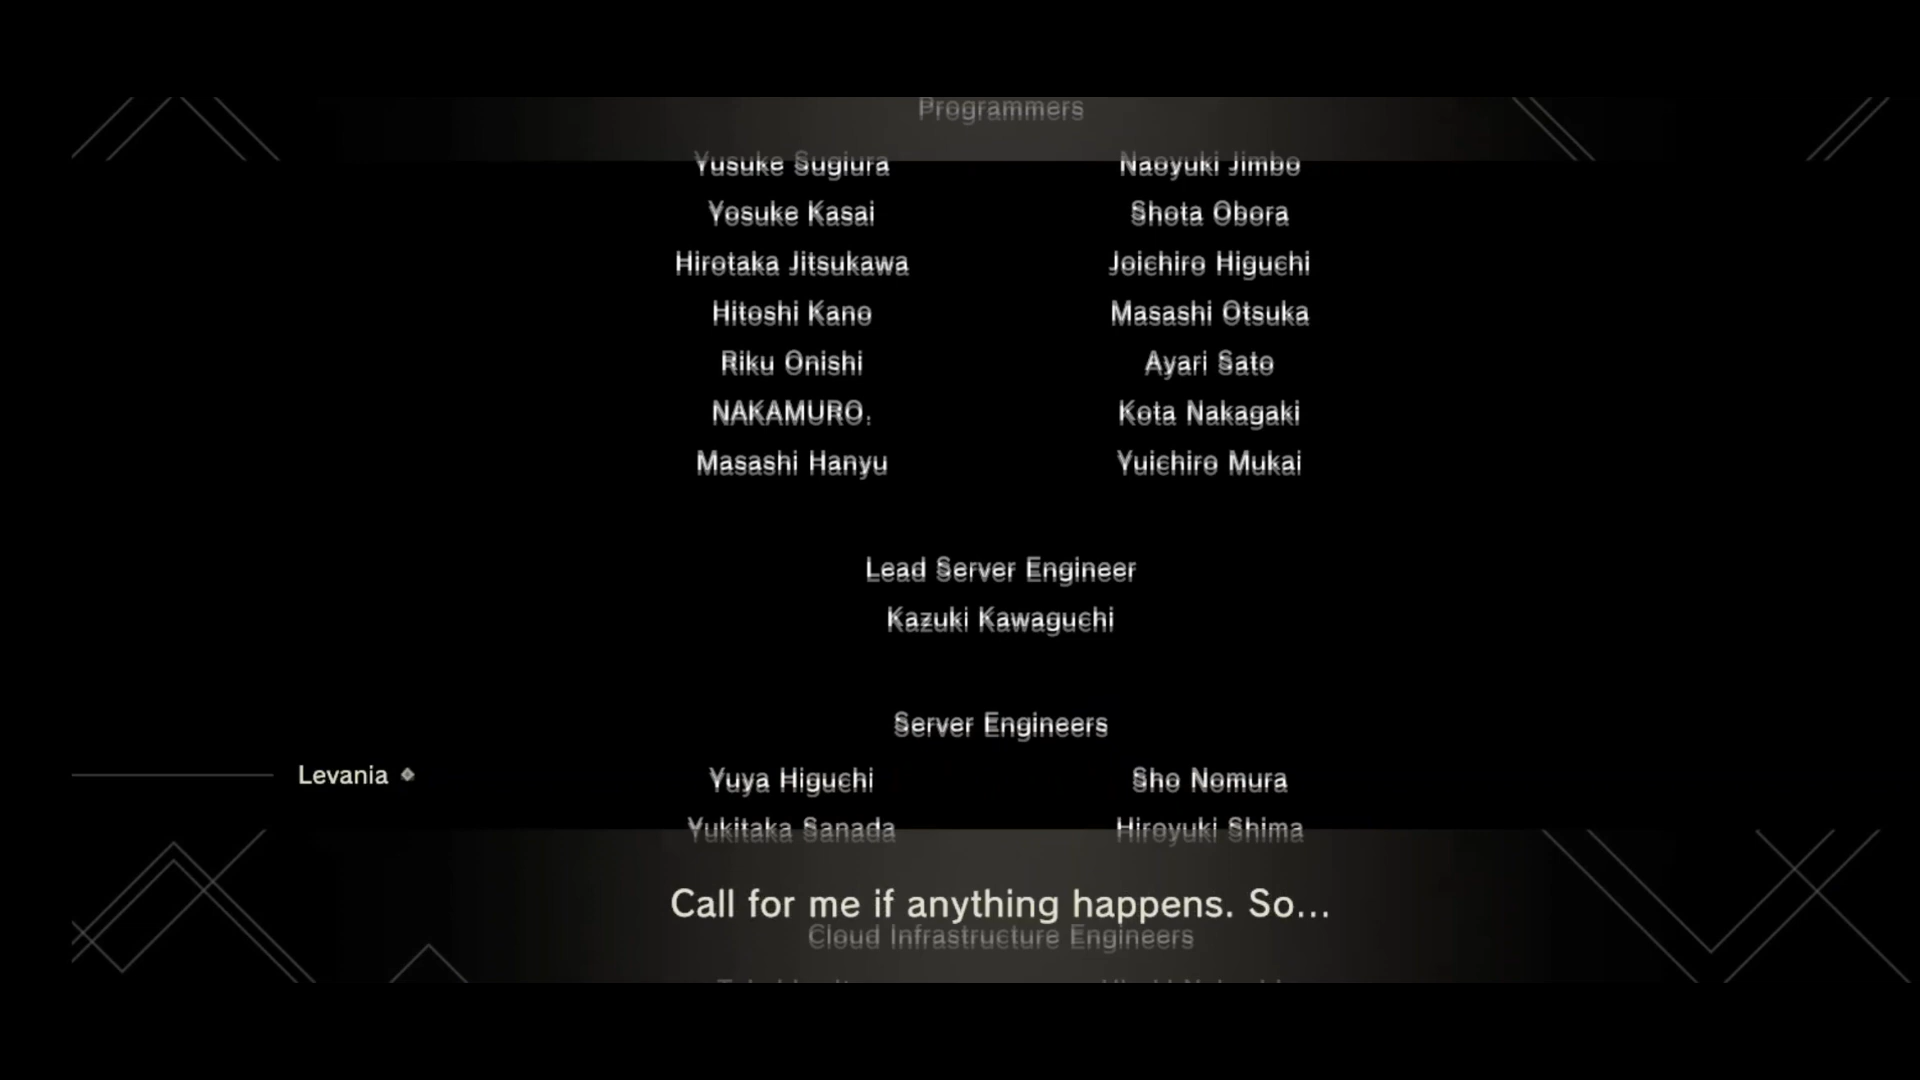 Programmers
Yusuke Sugiura Naoyuki Jimbo
Yosuke Kasai Shota Obora
Hirotaka Jitsukawa Joichiro Higuchi
Hitoshi Kano Masashi Otsuka
Riku Onishi Ayari Sato
NAKAMURO. Kota Nakagaki
Masashi Hanyu Yuichiro Mukai
Lead Server Engineer
Kazuki Kawaguchi
Server Engineers
Levania
Yuya Higuchi Sho Nomura
Yukitaka Sanada Hiroyuki Shima
Call for me if anything happens. So...
Cloud Infrastructure Engineers